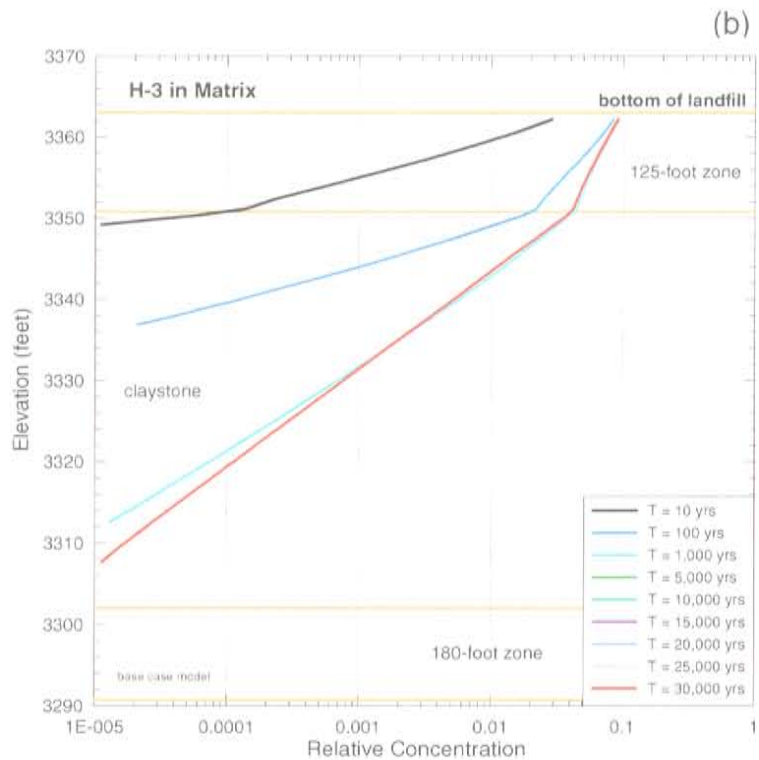 (b)
3370
H-3 in Matrix
bottom of landfill
3360
125-foot zone
3350
3340
Elevation (feet)
claystone
3330
3320
T = 10 yrs
T = 100 yrs
T = 1,000 yrs
T = 5,000 yrs
T = 10,000 yrs
T = 15,000 yrs
T = 20,000 yrs
T = 25,000 yrs
T = 30,000 yrs
3310
3300
180-foot zone
base case model
3290
1E-005 0.0001 0.001 0.01 0.1 1
Relative Concentration